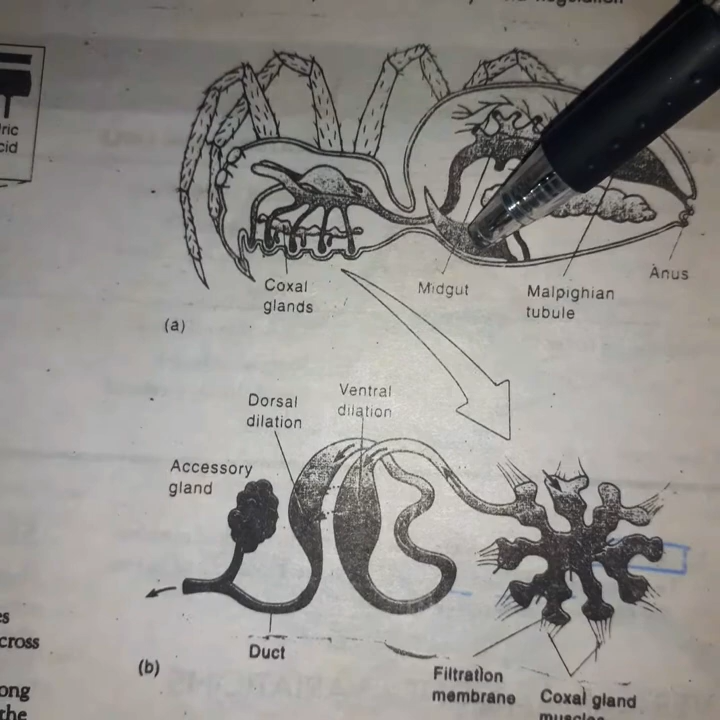 ric
cid
Coxal
glands
Midgut
Malpighian
tubule
Anus
(a)
Dorsal
dilation
Ventral
dilation
Accessory
gland
Duct
(b)
Filtration
membrane
Coxal gland
muscles
es
cross
ong
the